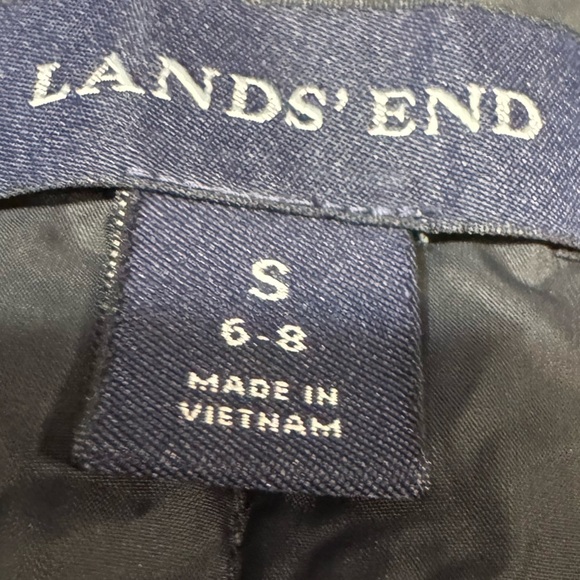 LANDS' END
S
6-8
MADE IN
VIETNAM